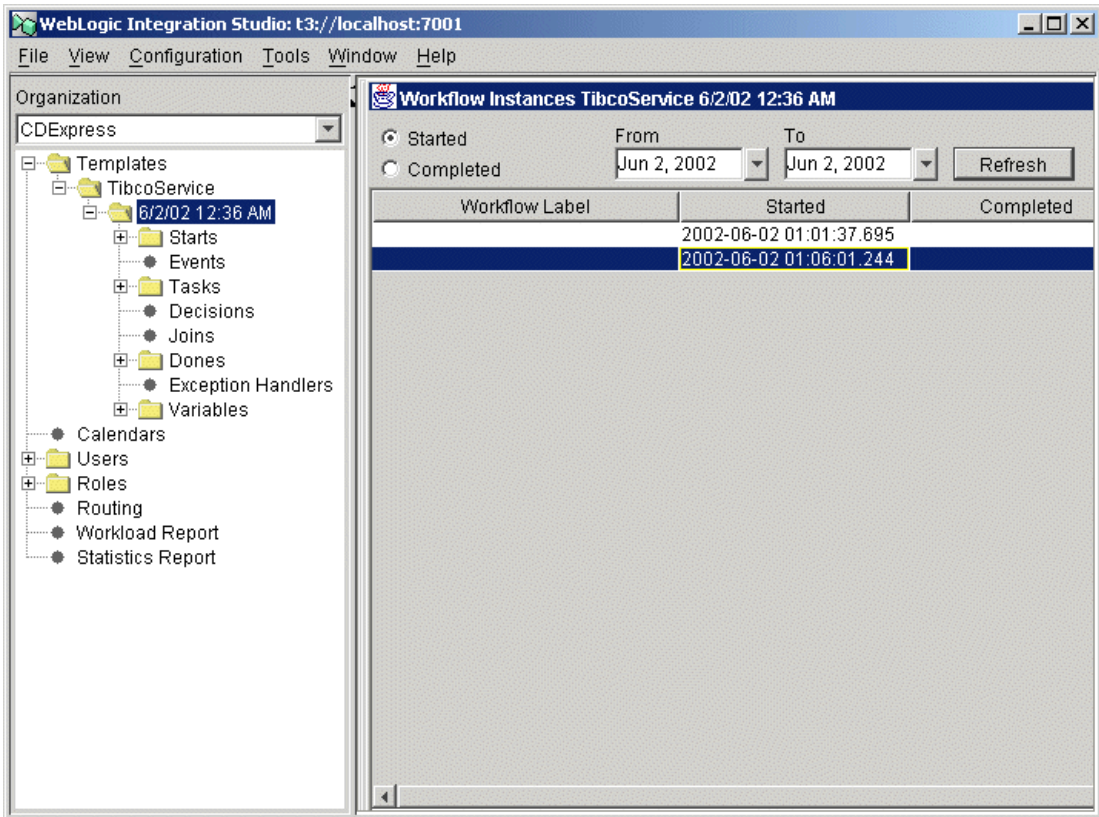 WebLogic Integration Studio: t3://localhost:7001
File View Configuration Tools Window Help
Organization
CDExpress
Templates
TibcoService
6/2/02 12:36 AM
Starts
Events
Tasks
Decisions
Joins
Dones
Exception Handlers
Variables
Calendars
Users
Roles
Routing
Workload Report
Statistics Report
Workflow Instances TibcoService 6/2/02 12:36 AM
Started From To
Completed Jun 2, 2002 Jun 2, 2002 Refresh
Workflow Label Started Completed
2002-06-02 01:01:37.695
2002-06-02 01:06:01.244